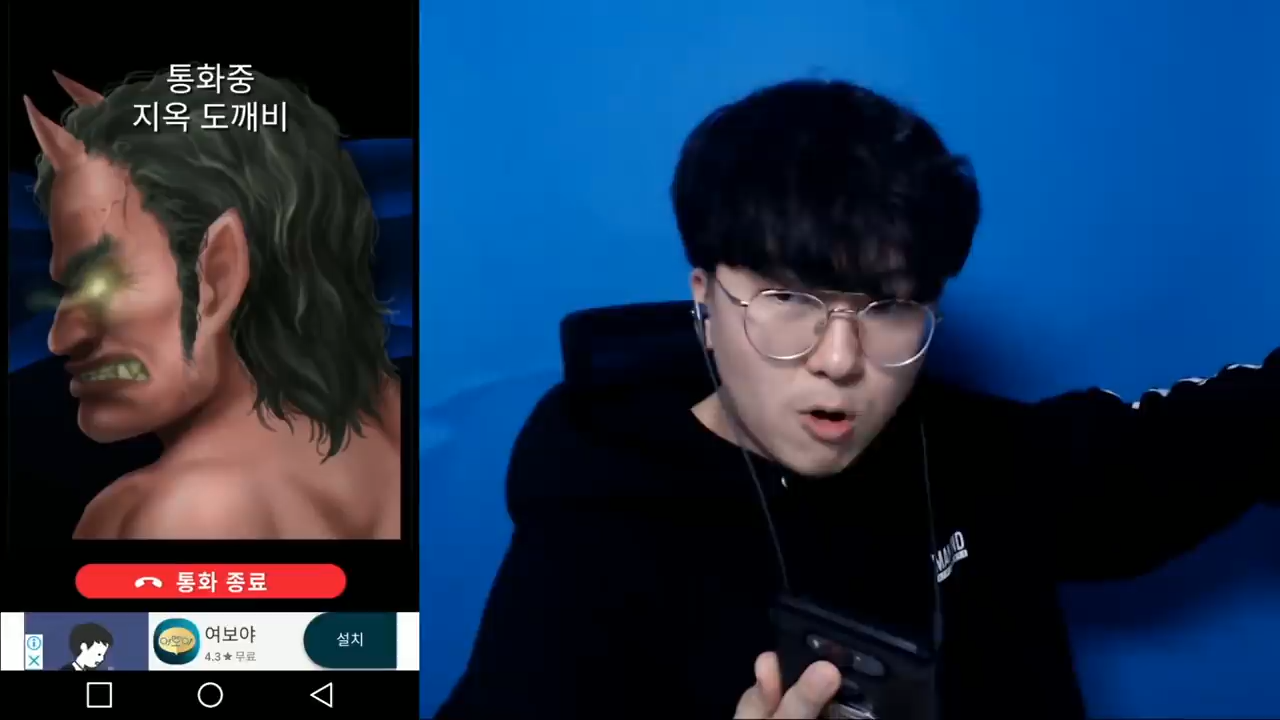 통화중
지옥 도깨비
통화 종료
여보야
4.3★ 무료
설치